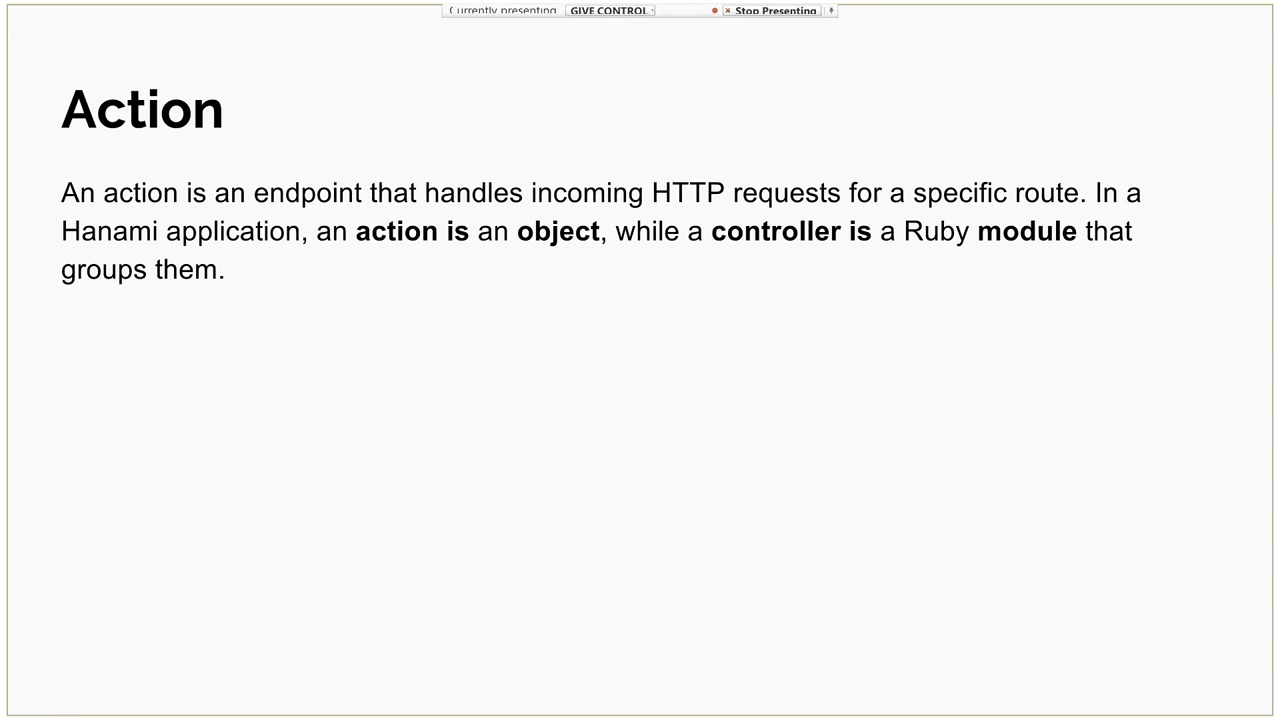 Currently presenting GIVE CONTROL Stop Presenting
Action
An action is an endpoint that handles incoming HTTP requests for a specific route. In a
Hanami application, an action is an object, while a controller is a Ruby module that
groups them.